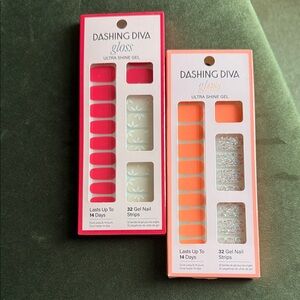 DASHING DIVA
gloss
ULTRA SHINE GEL
Lasts Up To
14 Days
32 Gel Nail
Strips
DASHING DIVA
gloss
ULTRA SHINE GEL
Lasts Up To
14 Days
32 Gel Nail
Strips